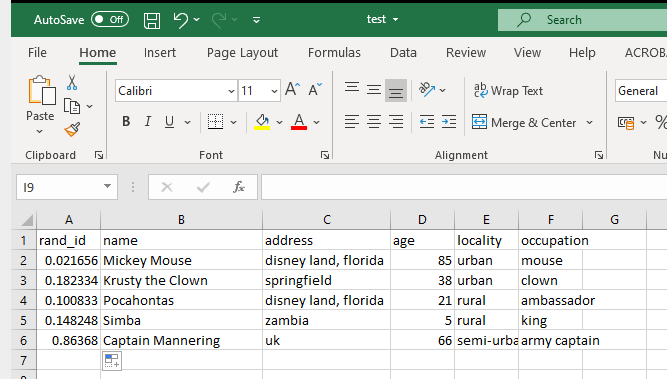 AutoSave Off test Search
File Home Insert Page Layout Formulas Data Review View Help ACROBA
Paste Calibri 11 A A ab Wrap Text General
B I U A Merge & Center %
Clipboard Font Alignment Nu
I9 fx
A B C D E F G
1 rand_id name address age locality occupation
2 0.021656 Mickey Mouse disney land, florida 85 urban mouse
3 0.182334 Krusty the Clown springfield 38 urban clown
4 0.100833 Pocahontas disney land, florida 21 rural ambassador
5 0.148248 Simba zambia 5 rural king
6 0.86368 Captain Mannering uk 66 semi-urba army captain
7